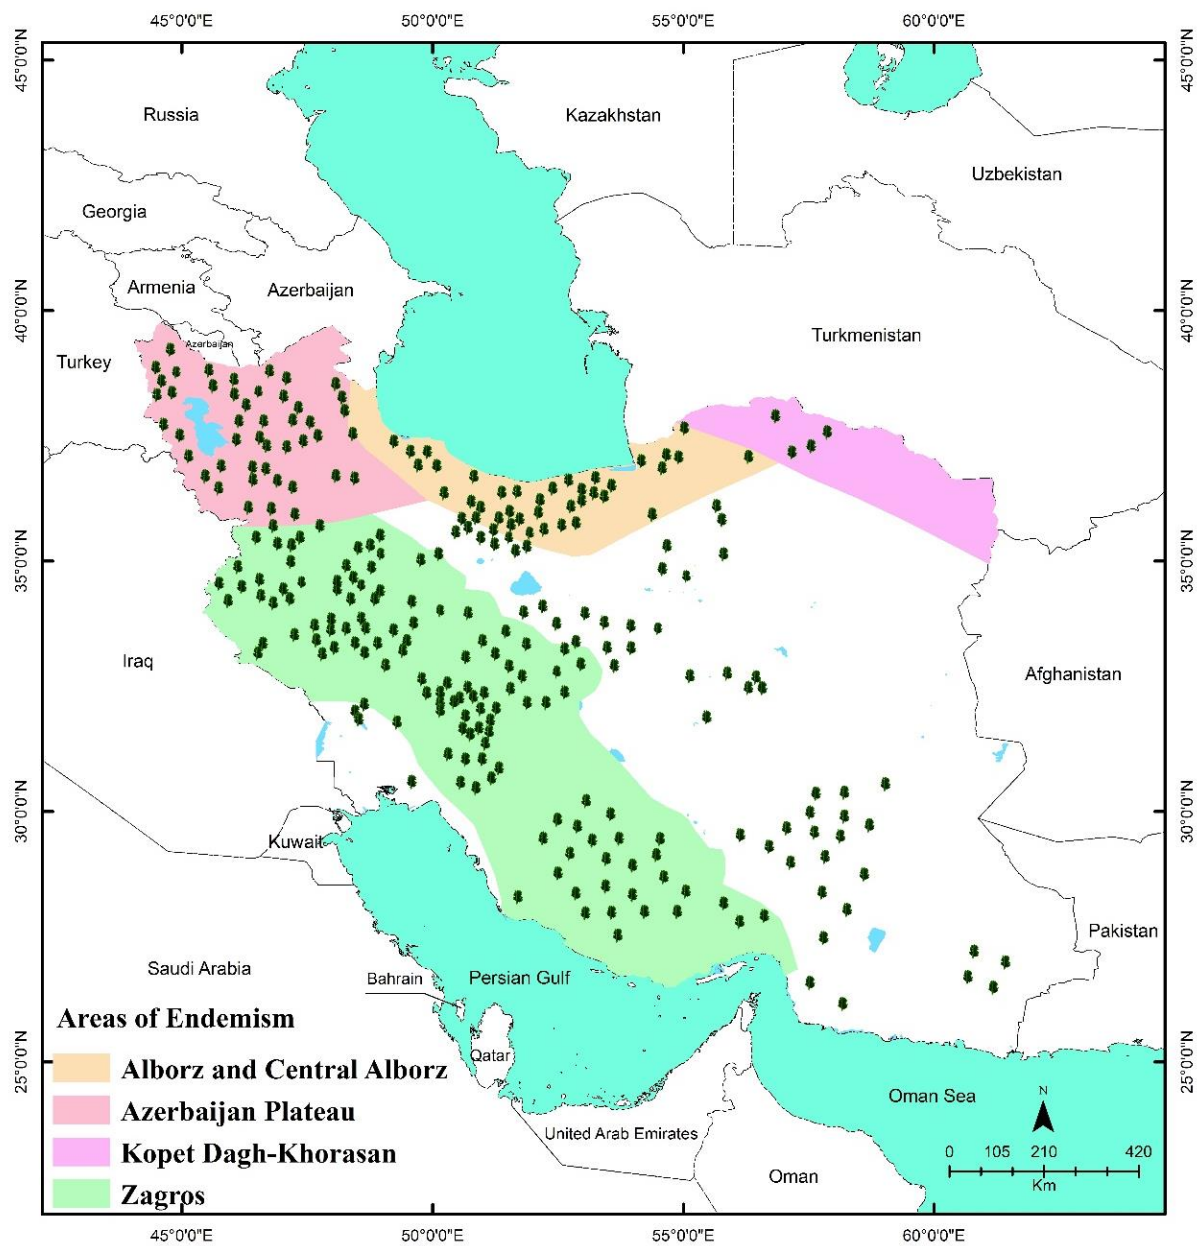 45°0'0"E 50°0'0"E 55°0'0"E 60°0'0"E
45°0'0"N 45°0'0"N
Russia
Kazakhstan
Uzbekistan
Georgia
Armenia
Azerbaijan
40°0'0"N 40°0'0"N
Turkmenistan
Azerbaijan
Turkey
35°0'0"N 35°0'0"N
Iraq
Afghanistan
30°0'0"N 30°0'0"N
Kuwait
Pakistan
Saudi Arabia
Bahrain
Persian Gulf
Areas of Endemism
Qatar
25°0'0"N 25°0'0"N
Alborz and Central Alborz
Azerbaijan Plateau
Kopet Dagh-Khorasan
Zagros
Oman Sea
N
United Arab Emirates
0 105 210 420
Km
Oman
45°0'0"E 50°0'0"E 55°0'0"E 60°0'0"E